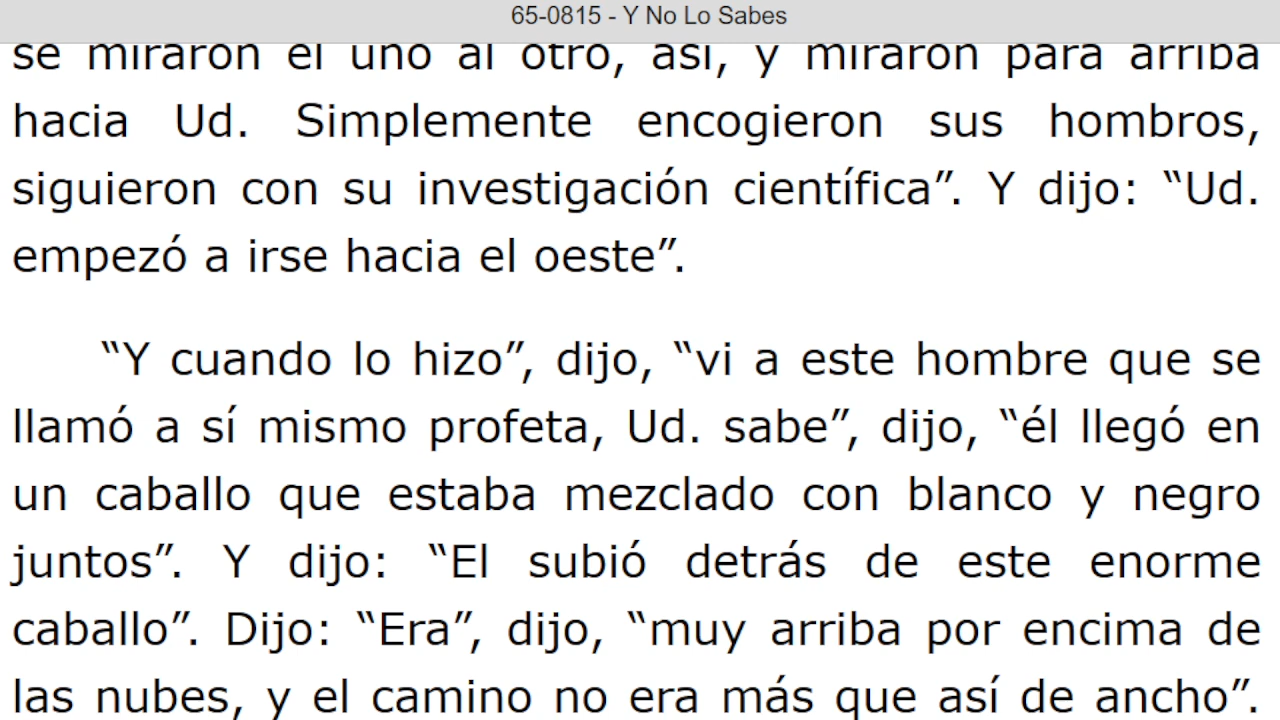 65-0815 - Y No Lo Sabes
se miraron el uno al otro, así, y miraron para arriba
hacia Ud. Simplemente encogieron sus hombros,
siguieron con su investigación científica”. Y dijo: “Ud.
empezó a irse hacia el oeste”.
“Y cuando lo hizo”, dijo, “vi a este hombre que se
llamó a sí mismo profeta, Ud. sabe”, dijo, “él llegó en
un caballo que estaba mezclado con blanco y negro
juntos”. Y dijo: “El subió detrás de este enorme
caballo”. Dijo: “Era”, dijo, “muy arriba por encima de
las nubes, y el camino no era más que así de ancho”.